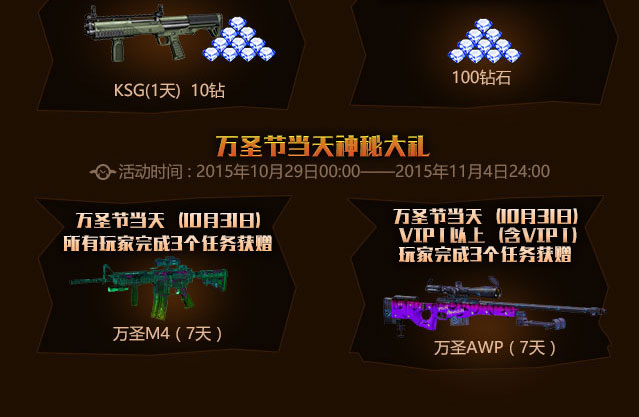 KSG(1天) 10钻
100钻石
万圣节当天神秘大礼
活动时间 : 2015年10月29日00:00——2015年11月4日24:00
万圣节当天（10月31日）
所有玩家完成3个任务获赠
万圣M4（7天）
万圣节当天（10月31日）
VIP1以上（含VIP1）
玩家完成3个任务获赠
万圣AWP（7天）